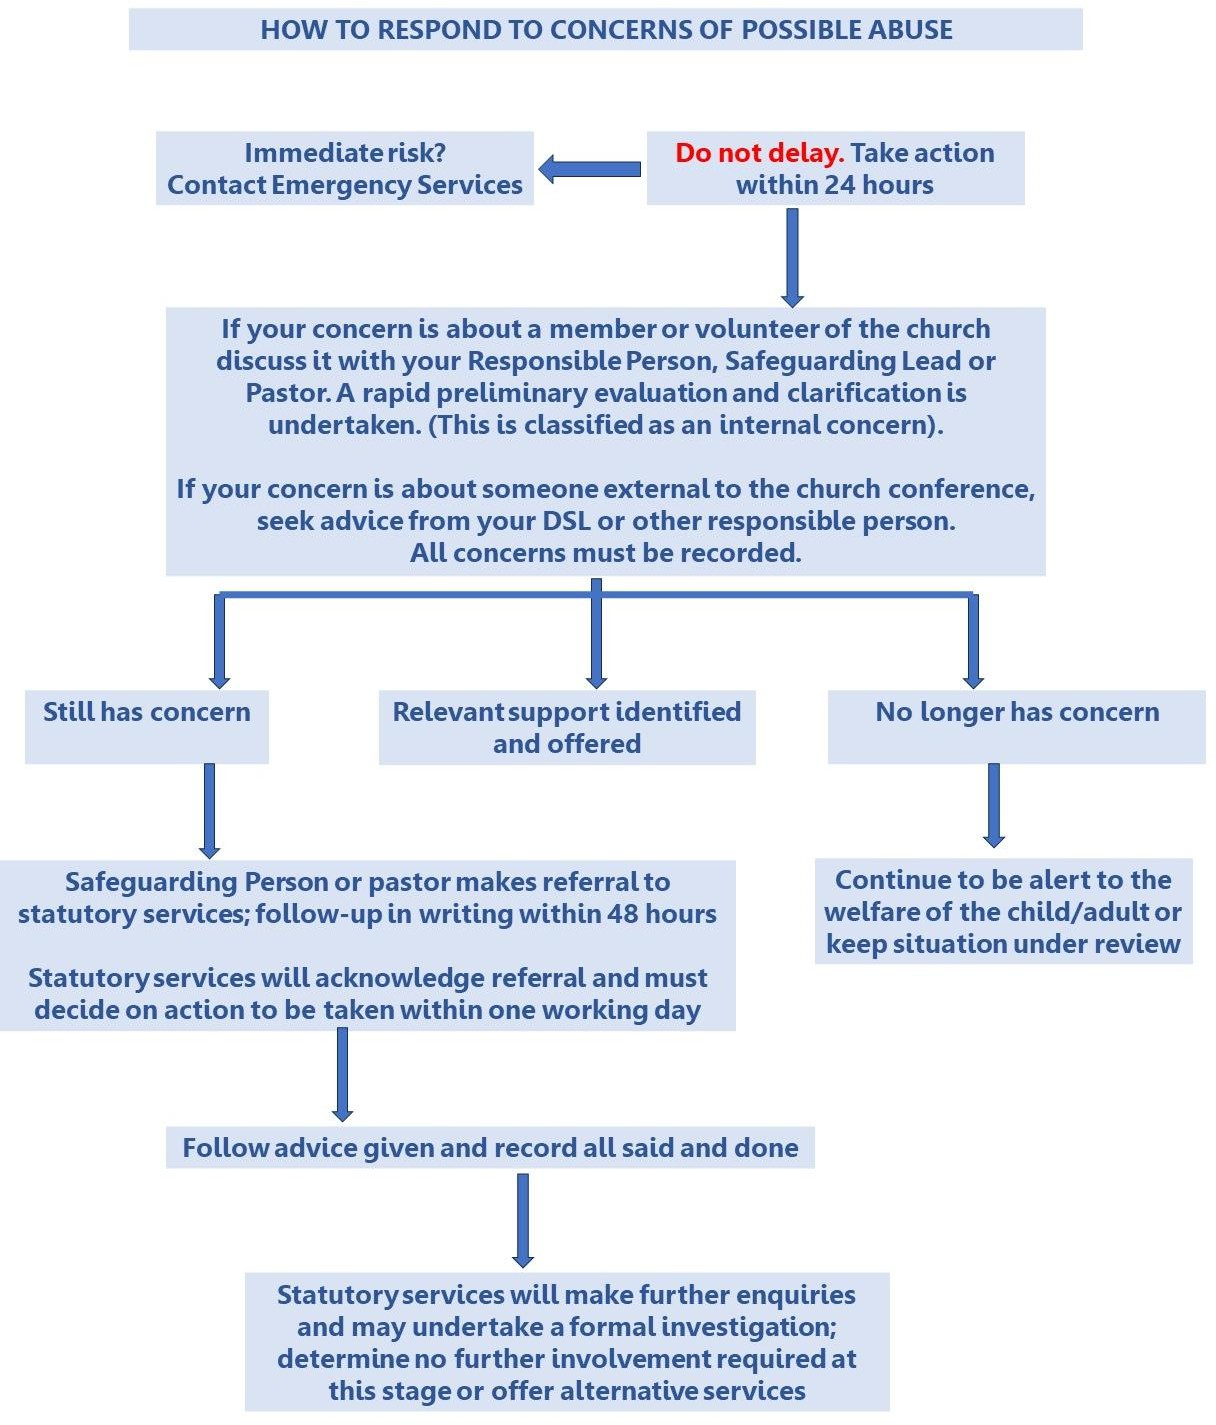 HOW TO RESPOND TO CONCERNS OF POSSIBLE ABUSE
Immediate risk?
Contact Emergency Services
Do not delay. Take action
within 24 hours
If your concern is about a member or volunteer of the church
discuss it with your Responsible Person, Safeguarding Lead or
Pastor. A rapid preliminary evaluation and clarification is
undertaken. (This is classified as an internal concern).
If your concern is about someone external to the church conference,
seek advice from your DSL or other responsible person.
All concerns must be recorded.
Still has concern
Relevant support identified
and offered
No longer has concern
Safeguarding Person or pastor makes referral to
statutory services; follow-up in writing within 48 hours
Statutory services will acknowledge referral and must
decide on action to be taken within one working day
Continue to be alert to the
welfare of the child/adult or
keep situation under review
Follow advice given and record all said and done
Statutory services will make further enquiries
and may undertake a formal investigation;
determine no further involvement required at
this stage or offer alternative services